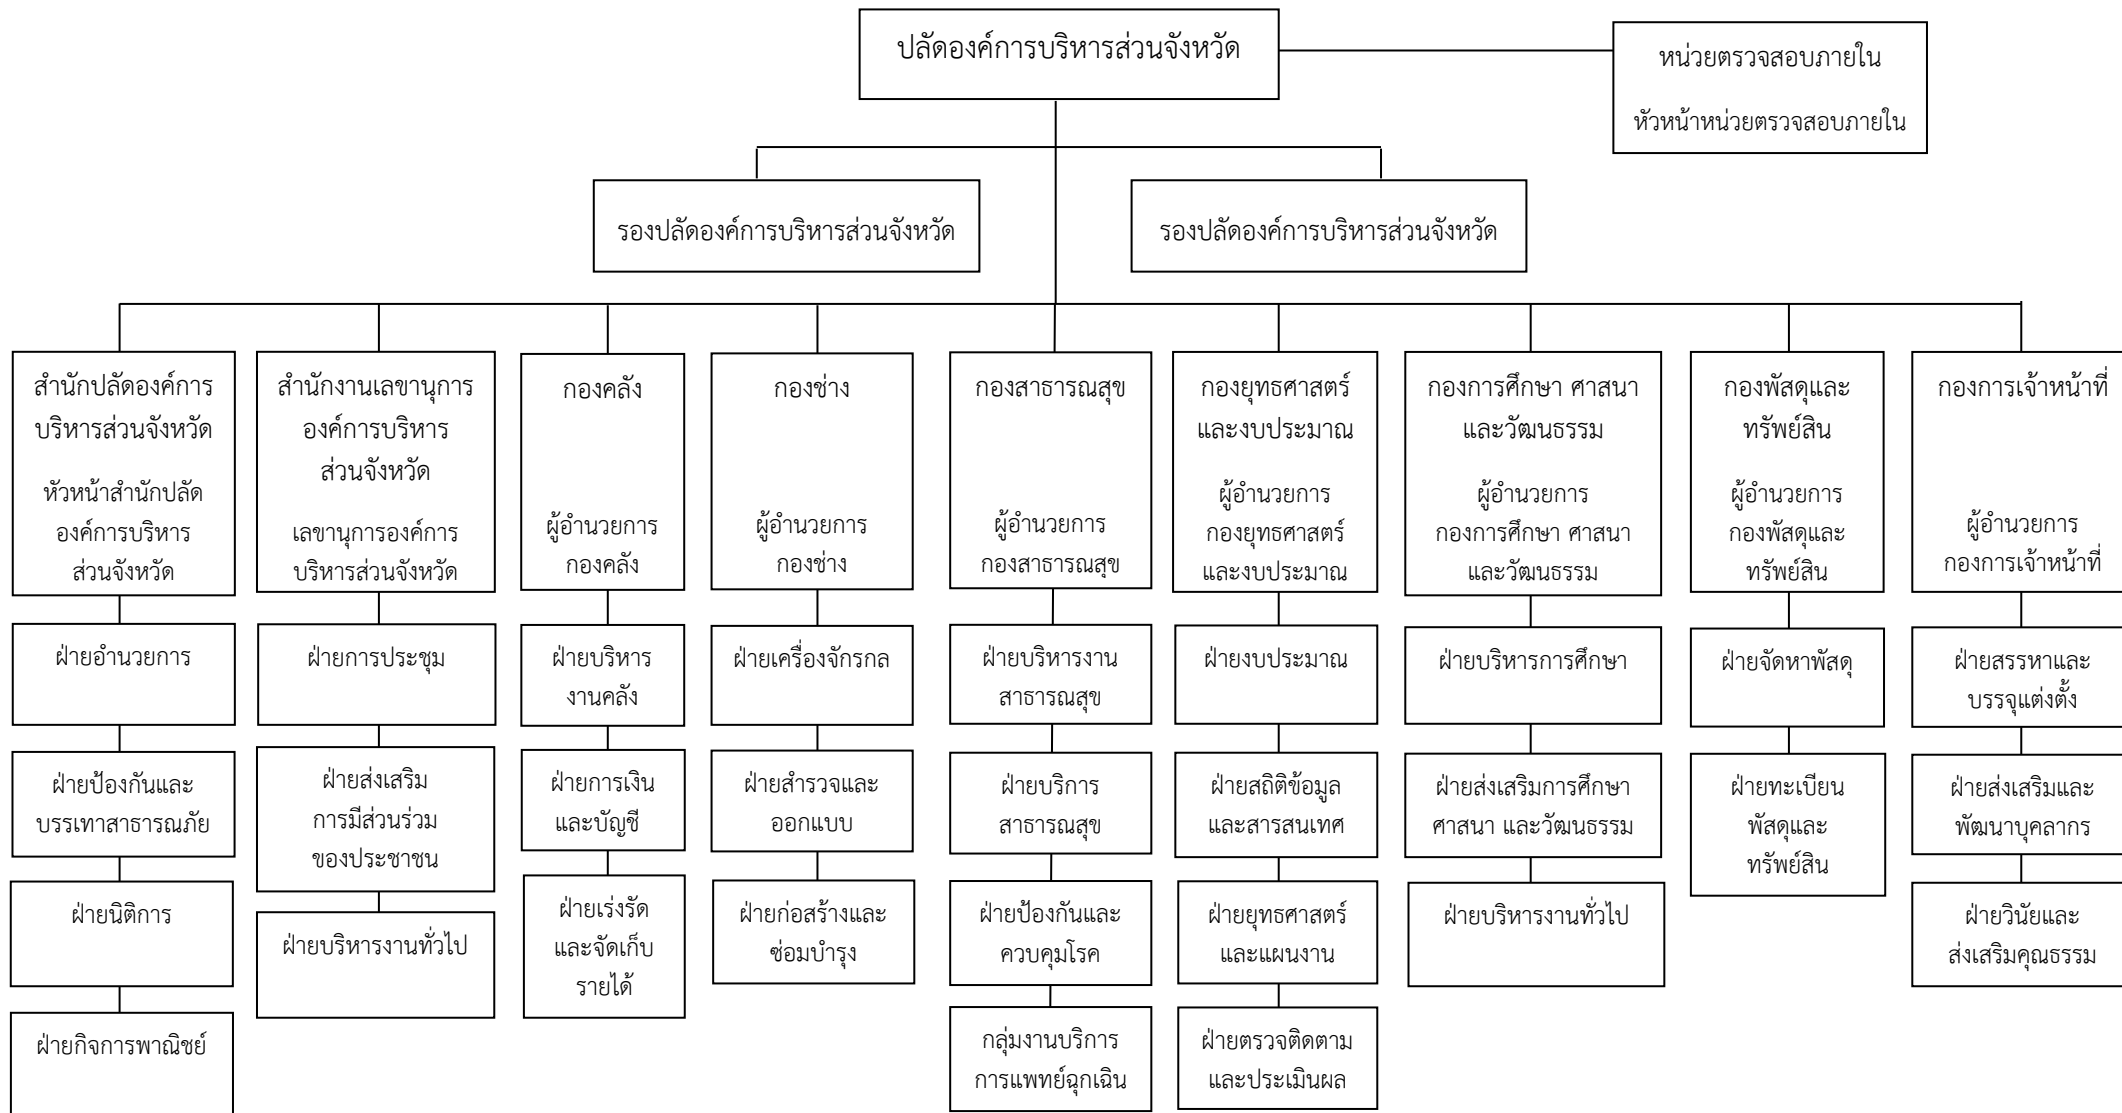 ปลัดองค์การบริหารส่วนจังหวัด
หน่วยตรวจสอบภายใน
หัวหน้าหน่วยตรวจสอบภายใน
รองปลัดองค์การบริหารส่วนจังหวัด
รองปลัดองค์การบริหารส่วนจังหวัด
สำนักปลัดองค์การ
บริหารส่วนจังหวัด
หัวหน้าสำนักปลัด
องค์การบริหาร
ส่วนจังหวัด
ฝ่ายอำนวยการ
ฝ่ายป้องกันและ
บรรเทาสาธารณภัย
ฝ่ายนิติการ
ฝ่ายกิจการพาณิชย์
สำนักงานเลขานุการ
องค์การบริหาร
ส่วนจังหวัด
เลขานุการองค์การ
บริหารส่วนจังหวัด
ฝ่ายการประชุม
ฝ่ายส่งเสริม
การมีส่วนร่วม
ของประชาชน
ฝ่ายบริหารงานทั่วไป
กองคลัง
ผู้อำนวยการ
กองคลัง
ฝ่ายบริหาร
งานคลัง
ฝ่ายการเงิน
และบัญชี
ฝ่ายเร่งรัด
และจัดเก็บ
รายได้
กองช่าง
ผู้อำนวยการ
กองช่าง
ฝ่ายเครื่องจักรกล
ฝ่ายสำรวจและ
ออกแบบ
ฝ่ายก่อสร้างและ
ซ่อมบำรุง
กองสาธารณสุข
ผู้อำนวยการ
กองสาธารณสุข
ฝ่ายบริหารงาน
สาธารณสุข
ฝ่ายบริการ
สาธารณสุข
ฝ่ายป้องกันและ
ควบคุมโรค
กลุ่มงานบริการ
การแพทย์ฉุกเฉิน
กองยุทธศาสตร์
และงบประมาณ
ผู้อำนวยการ
กองยุทธศาสตร์
และงบประมาณ
ฝ่ายงบประมาณ
ฝ่ายสถิติข้อมูล
และสารสนเทศ
ฝ่ายยุทธศาสตร์
และแผนงาน
ฝ่ายตรวจติดตาม
และประเมินผล
กองการศึกษา ศาสนา
และวัฒนธรรม
ผู้อำนวยการ
กองการศึกษา ศาสนา
และวัฒนธรรม
ฝ่ายบริหารการศึกษา
ฝ่ายส่งเสริมการศึกษา
ศาสนา และวัฒนธรรม
ฝ่ายบริหารงานทั่วไป
กองพัสดุและ
ทรัพย์สิน
ผู้อำนวยการ
กองพัสดุและ
ทรัพย์สิน
ฝ่ายจัดหาพัสดุ
ฝ่ายทะเบียน
พัสดุและ
ทรัพย์สิน
กองการเจ้าหน้าที่
ผู้อำนวยการ
กองการเจ้าหน้าที่
ฝ่ายสรรหาและ
บรรจุแต่งตั้ง
ฝ่ายส่งเสริมและ
พัฒนาบุคลากร
ฝ่ายวินัยและ
ส่งเสริมคุณธรรม